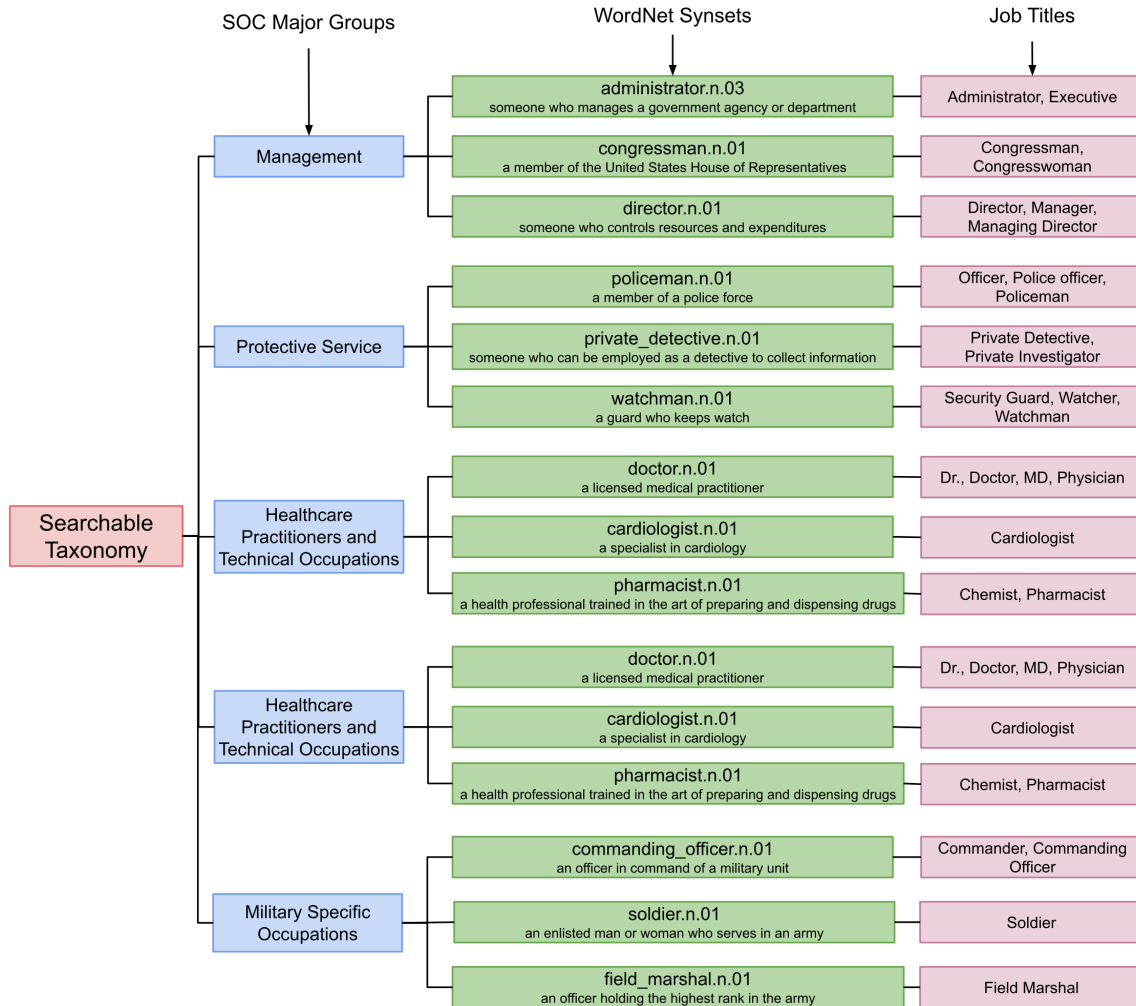 SOC Major Groups
WordNet Synsets
Job Titles
Searchable
Taxonomy
Management
administrator.n.03
someone who manages a government agency or department
Administrator, Executive
congressman.n.01
a member of the United States House of Representatives
Congressman,
Congresswoman
director.n.01
someone who controls resources and expenditures
Director, Manager,
Managing Director
Protective Service
policeman.n.01
a member of a police force
Officer, Police officer,
Policeman
private_detective.n.01
someone who can be employed as a detective to collect information
Private Detective,
Private Investigator
watchman.n.01
a guard who keeps watch
Security Guard, Watcher,
Watchman
Healthcare
Practitioners and
Technical Occupations
doctor.n.01
a licensed medical practitioner
Dr., Doctor, MD, Physician
cardiologist.n.01
a specialist in cardiology
Cardiologist
pharmacist.n.01
a health professional trained in the art of preparing and dispensing drugs
Chemist, Pharmacist
Healthcare
Practitioners and
Technical Occupations
doctor.n.01
a licensed medical practitioner
Dr., Doctor, MD, Physician
cardiologist.n.01
a specialist in cardiology
Cardiologist
pharmacist.n.01
a health professional trained in the art of preparing and dispensing drugs
Chemist, Pharmacist
Military Specific
Occupations
commanding_officer.n.01
an officer in command of a military unit
Commander, Commanding
Officer
soldier.n.01
an enlisted man or woman who serves in an army
Soldier
field_marshal.n.01
an officer holding the highest rank in the army
Field Marshal